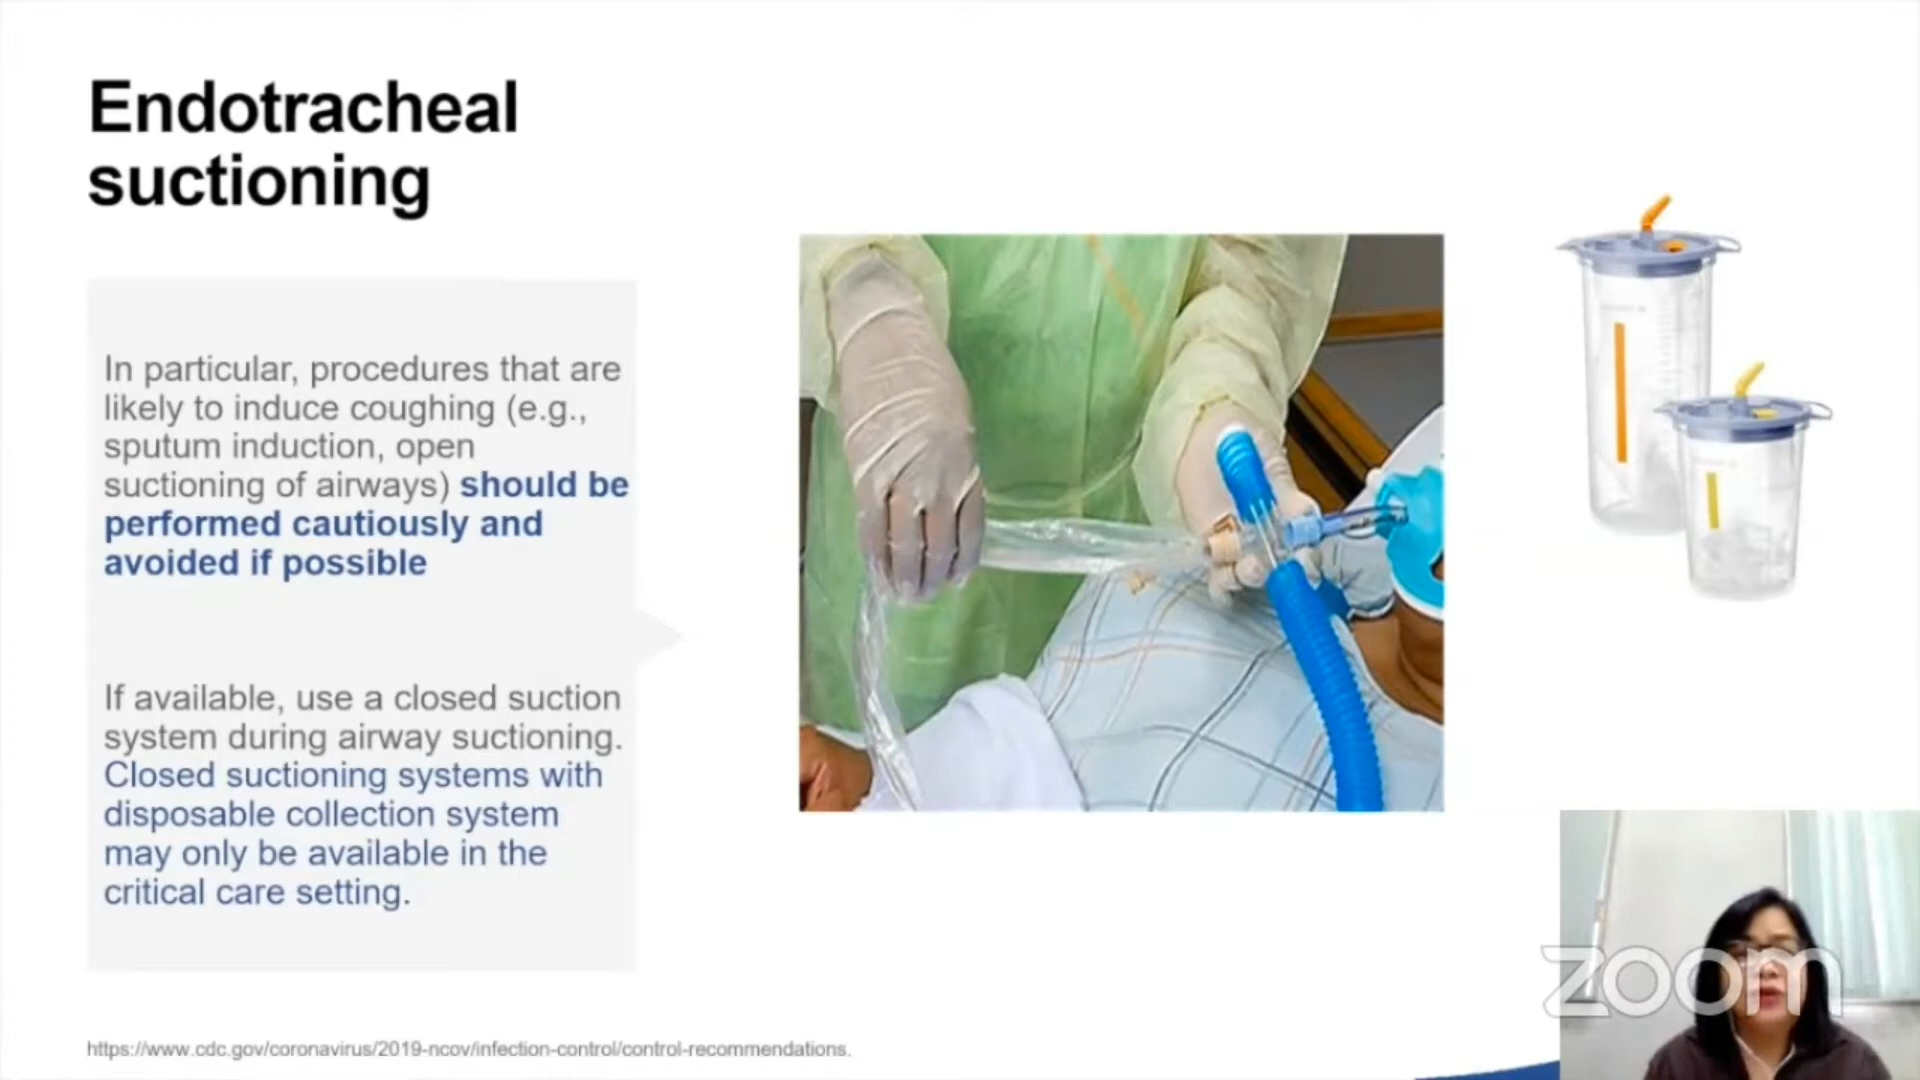 Endotracheal
suctioning
In particular, procedures that are
likely to induce coughing (e.g.,
sputum induction, open
suctioning of airways) should be
performed cautiously and
avoided if possible
If available, use a closed suction
system during airway suctioning.
Closed suctioning systems with
disposable collection system
may only be available in the
critical care setting.
https://www.cdc.gov/coronavirus/2019-ncov/infection-control/control-recommendations.
zoom